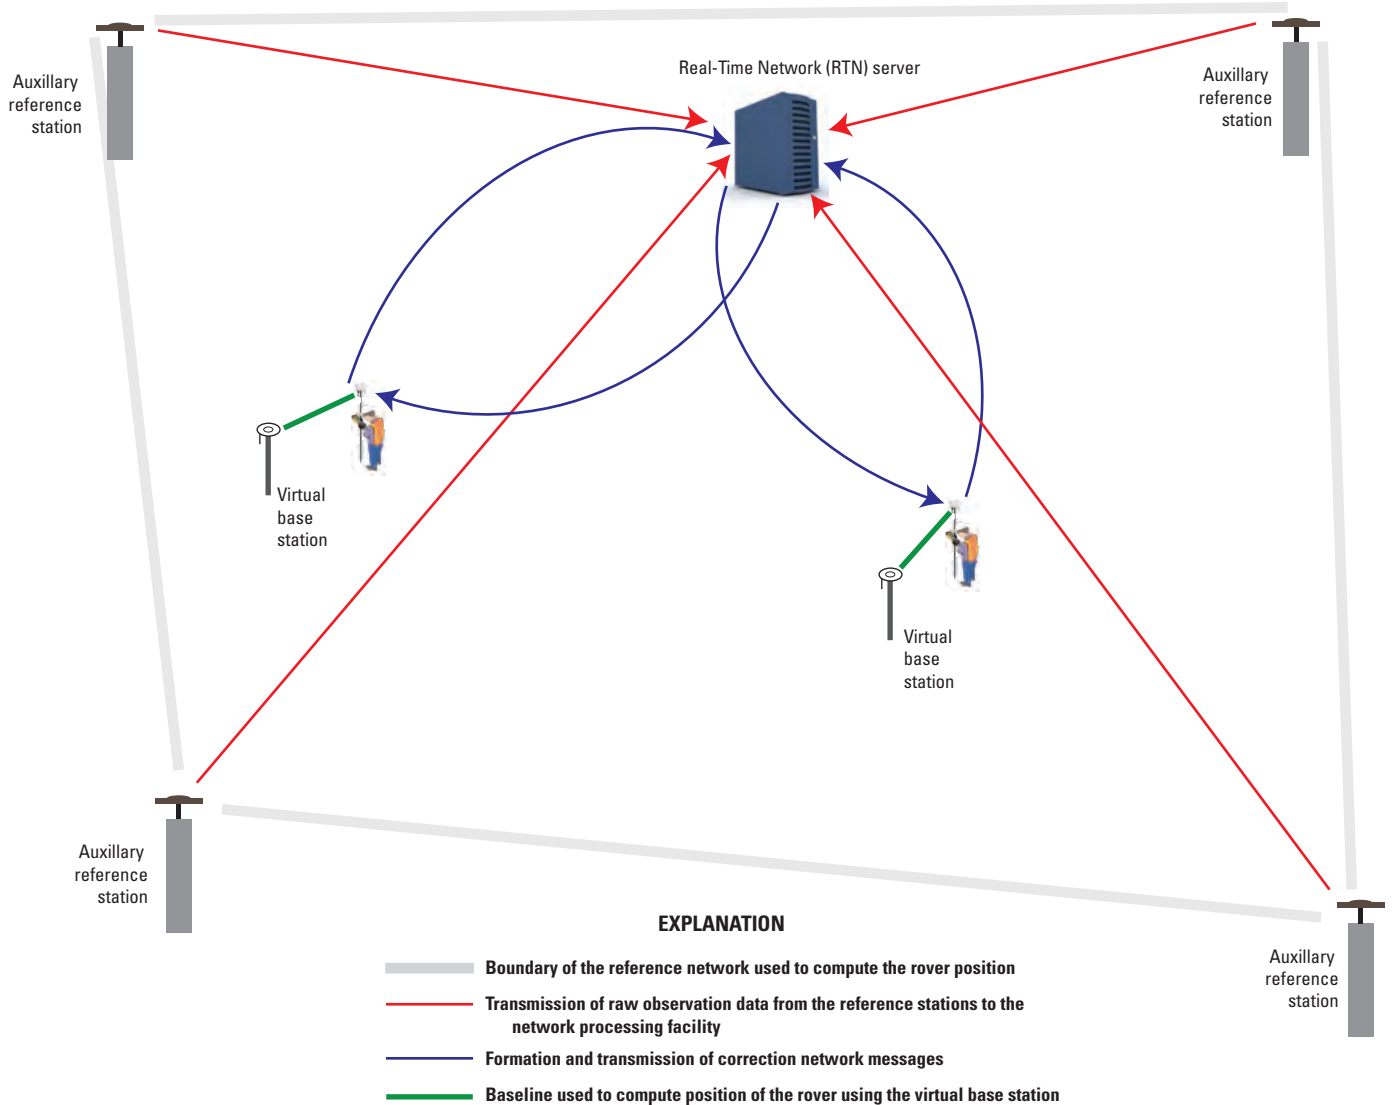 Real-Time Network (RTN) server
Auxillary
reference
station
Auxillary
reference
station
Virtual
base
station
Virtual
base
station
Auxillary
reference
station
Auxillary
reference
station
EXPLANATION
Boundary of the reference network used to compute the rover position
Transmission of raw observation data from the reference stations to the
network processing facility
Formation and transmission of correction network messages
Baseline used to compute position of the rover using the virtual base station